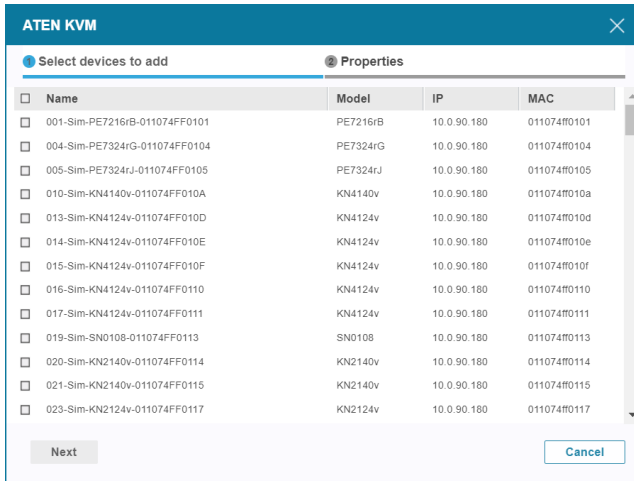 ATEN KVM
1 Select devices to add 2 Properties
Name Model IP MAC
001-Sim-PE7216rB-011074FF0101 PE7216rB 10.0.90.180 011074ff0101
004-Sim-PE7324rG-011074FF0104 PE7324rG 10.0.90.180 011074ff0104
005-Sim-PE7324rJ-011074FF0105 PE7324rJ 10.0.90.180 011074ff0105
010-Sim-KN4140v-011074FF010A KN4140v 10.0.90.180 011074ff010a
013-Sim-KN4124v-011074FF010D KN4124v 10.0.90.180 011074ff010d
014-Sim-KN4124v-011074FF010E KN4124v 10.0.90.180 011074ff010e
015-Sim-KN4124v-011074FF010F KN4124v 10.0.90.180 011074ff010f
016-Sim-KN4124v-011074FF0110 KN4124v 10.0.90.180 011074ff0110
017-Sim-KN4124v-011074FF0111 KN4124v 10.0.90.180 011074ff0111
019-Sim-SN0108-011074FF0113 SN0108 10.0.90.180 011074ff0113
020-Sim-KN2140v-011074FF0114 KN2140v 10.0.90.180 011074ff0114
021-Sim-KN2140v-011074FF0115 KN2140v 10.0.90.180 011074ff0115
023-Sim-KN2124v-011074FF0117 KN2124v 10.0.90.180 011074ff0117
Next Cancel